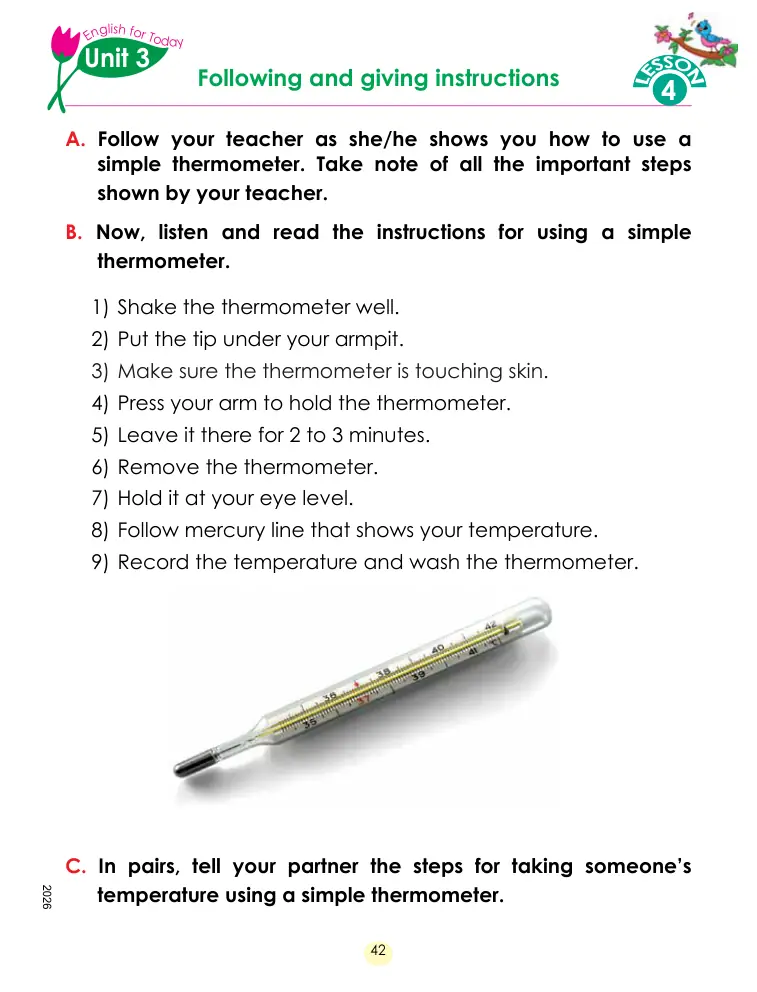 English for Today
Unit 3
Following and giving instructions
LESSON
4
A. Follow your teacher as she/he shows you how to use a
simple thermometer. Take note of all the important steps
shown by your teacher.
B. Now, listen and read the instructions for using a simple
thermometer.
1) Shake the thermometer well.
2) Put the tip under your armpit.
3) Make sure the thermometer is touching skin.
4) Press your arm to hold the thermometer.
5) Leave it there for 2 to 3 minutes.
6) Remove the thermometer.
7) Hold it at your eye level.
8) Follow mercury line that shows your temperature.
9) Record the temperature and wash the thermometer.
35 36 37 38 39 40 41 42 °C
C. In pairs, tell your partner the steps for taking someone's
temperature using a simple thermometer.
2026
42